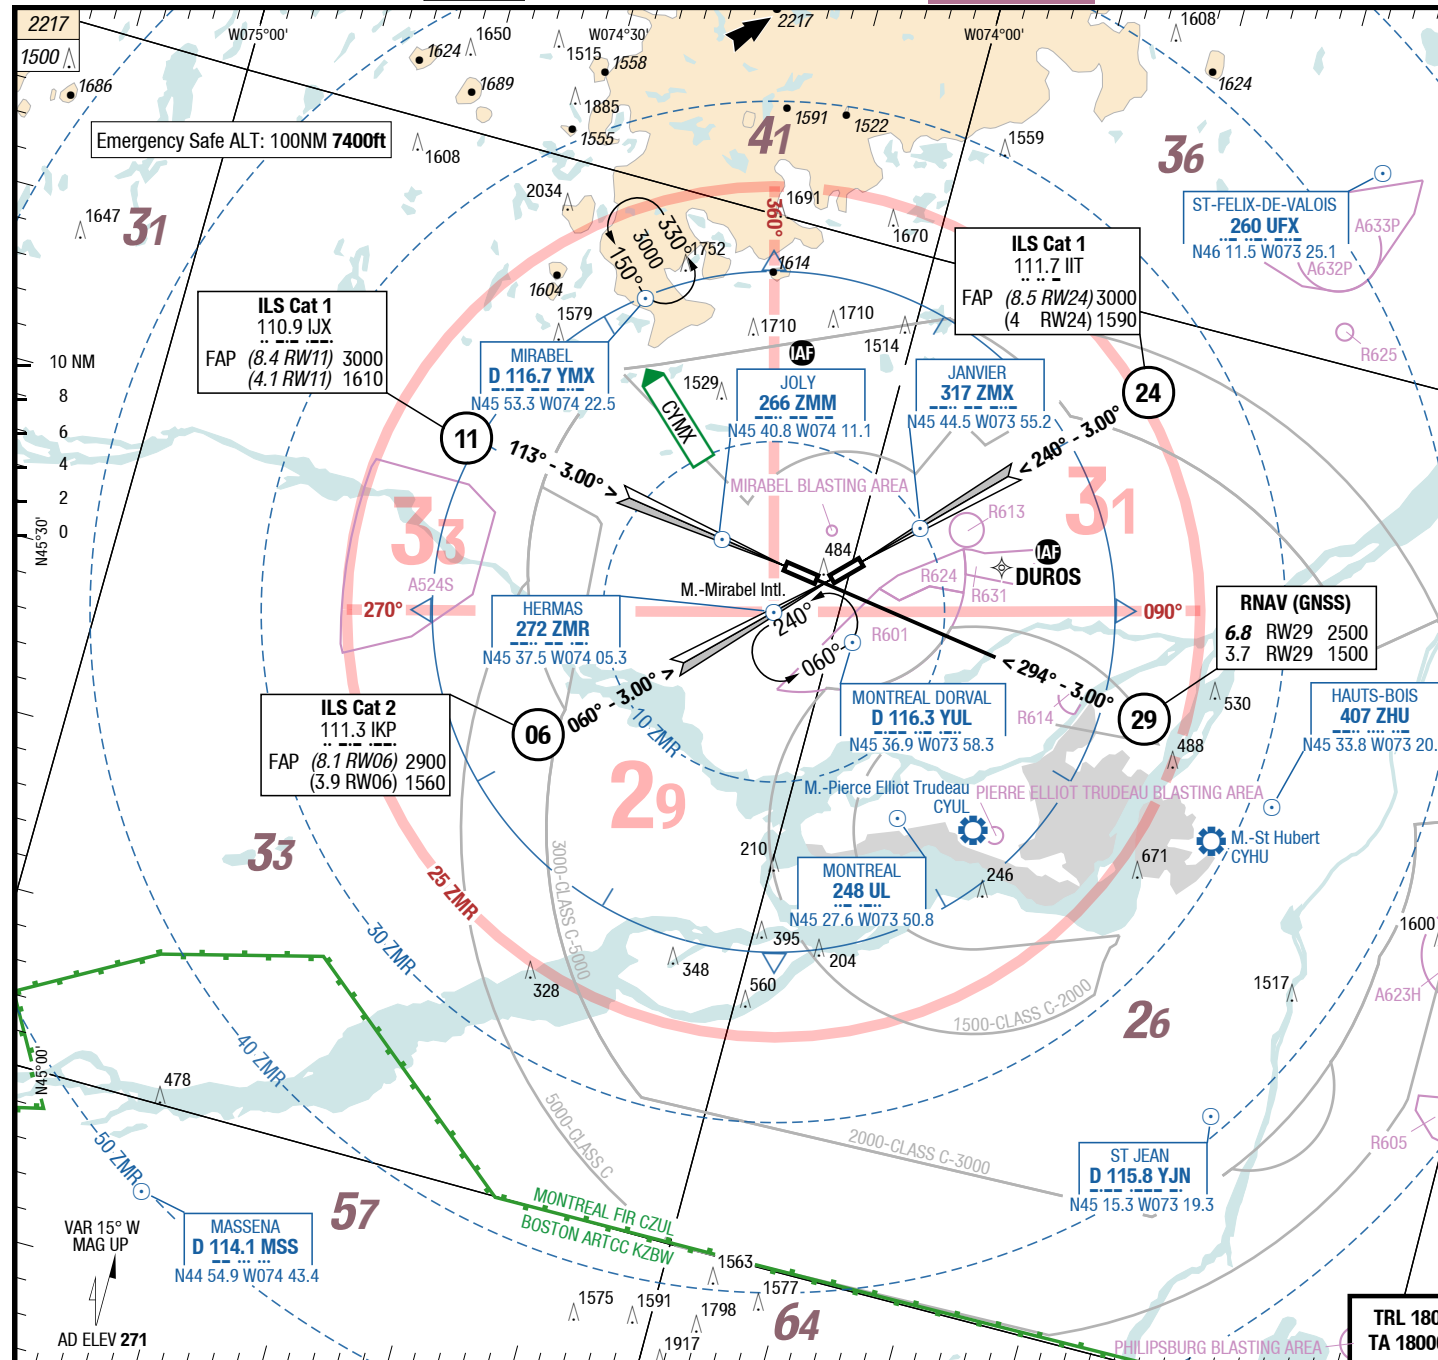 2217
1500
1686
W075°00'
1624
1650
W074°30'
1515
1558
2217
W074°00'
1608
1689
1885
1555
1591
1522
1624
Emergency Safe ALT: 100NM 7400ft
1608
41
1559
36
2034
1691
360°
1647
31
1670
330°
3000
150°
1752
1614
1604
1579
ST-FELIX-DE-VALOIS
260 UFX
N46 11.5 W073 25.1
A633P
A632P
R625
ILS Cat 1
111.7 IIT
FAP (8.5 RW24) 3000
(4 RW24) 1590
ILS Cat 1
110.9 IJX
FAP (8.4 RW11) 3000
(4.1 RW11) 1610
1710
1710
1514
IAF
MIRABEL
D 116.7 YMX
N45 53.3 W074 22.5
1529
CYMX
JOLY
266 ZMM
N45 40.8 W074 11.1
JANVIER
317 ZMX
N45 44.5 W073 55.2
24
10 NM
8
6
4
2
0
11
113° - 3.00° >
< 240° - 3.00°
MIRABEL BLASTING AREA
33
31
R613
484
IAF
DUROS
R624
R631
N45°30'
A524S
M.-Mirabel Intl.
270°
090°
HERMAS
272 ZMR
N45 37.5 W074 05.3
240°
060°
R601
RNAV (GNSS)
6.8 RW29 2500
3.7 RW29 1500
< 294° - 3.00°
060° - 3.00° >
ILS Cat 2
111.3 IKP
FAP (8.1 RW06) 2900
(3.9 RW06) 1560
06
10 ZMR
MONTREAL DORVAL
D 116.3 YUL
N45 36.9 W073 58.3
R614
29
530
488
HAUTS-BOIS
407 ZHU
N45 33.8 W073 20.
29
M.-Pierce Elliot Trudeau
CYUL
PIERRE ELLIOT TRUDEAU BLASTING AREA
M.-St Hubert
CYHU
33
210
671
246
25 ZMR
3000-CLASS C-5000
MONTREAL
248 UL
N45 27.6 W073 50.8
30 ZMR
395
204
348
328
560
1600
1517
A623H
1500-CLASS C-2000
26
40 ZMR
N45°00'
478
5000-CLASS C
2000-CLASS C-3000
R605
50 ZMR
ST JEAN
D 115.8 YJN
N45 15.3 W073 19.3
57
MONTREAL FIR CZUL
BOSTON ARTCC KZBW
VAR 15° W
MAG UP
MASSENA
D 114.1 MSS
N44 54.9 W074 43.4
1563
1577
1575
1591
1798
1917
64
AD ELEV 271
PHILIPSBURG BLASTING AREA
TRL 180
TA 1800